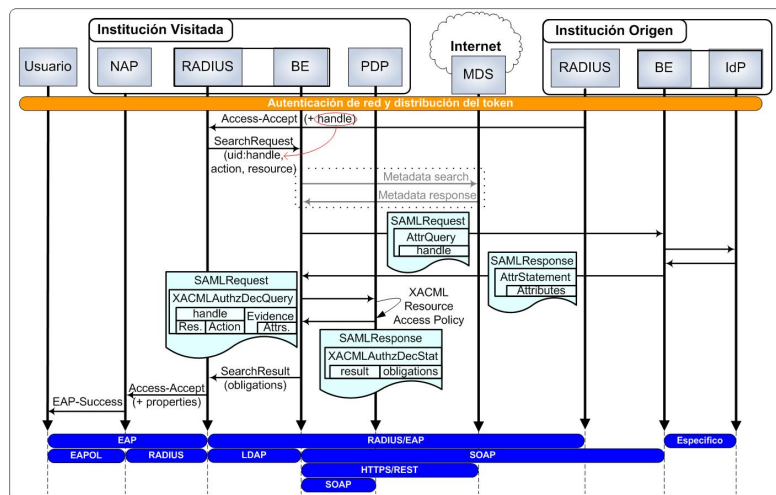 Institución Visitada
Internet
Institución Origen
Usuario
NAP
RADIUS
BE
PDP
MDS
RADIUS
BE
IdP
Autenticación de red y distribución del token
Access-Accept (+ handle)
SearchRequest
(uid:handle,
action, resource)
Metadata search
Metadata response
SAMLRequest
AttrQuery
handle
SAMLResponse
AttrStatement
Attributes
SAMLRequest
XACMLAuthzDecQuery
handle
Evidence
Res.
Action
Attrs.
XACML
Resource
Access Policy
SAMLResponse
XACMLAuthzDecStat
result
obligations
SearchResult
(obligations)
Access-Accept
(+ properties)
EAP-Success
EAP
RADIUS/EAP
Específico
EAPOL
RADIUS
LDAP
SOAP
HTTPS/REST
SOAP